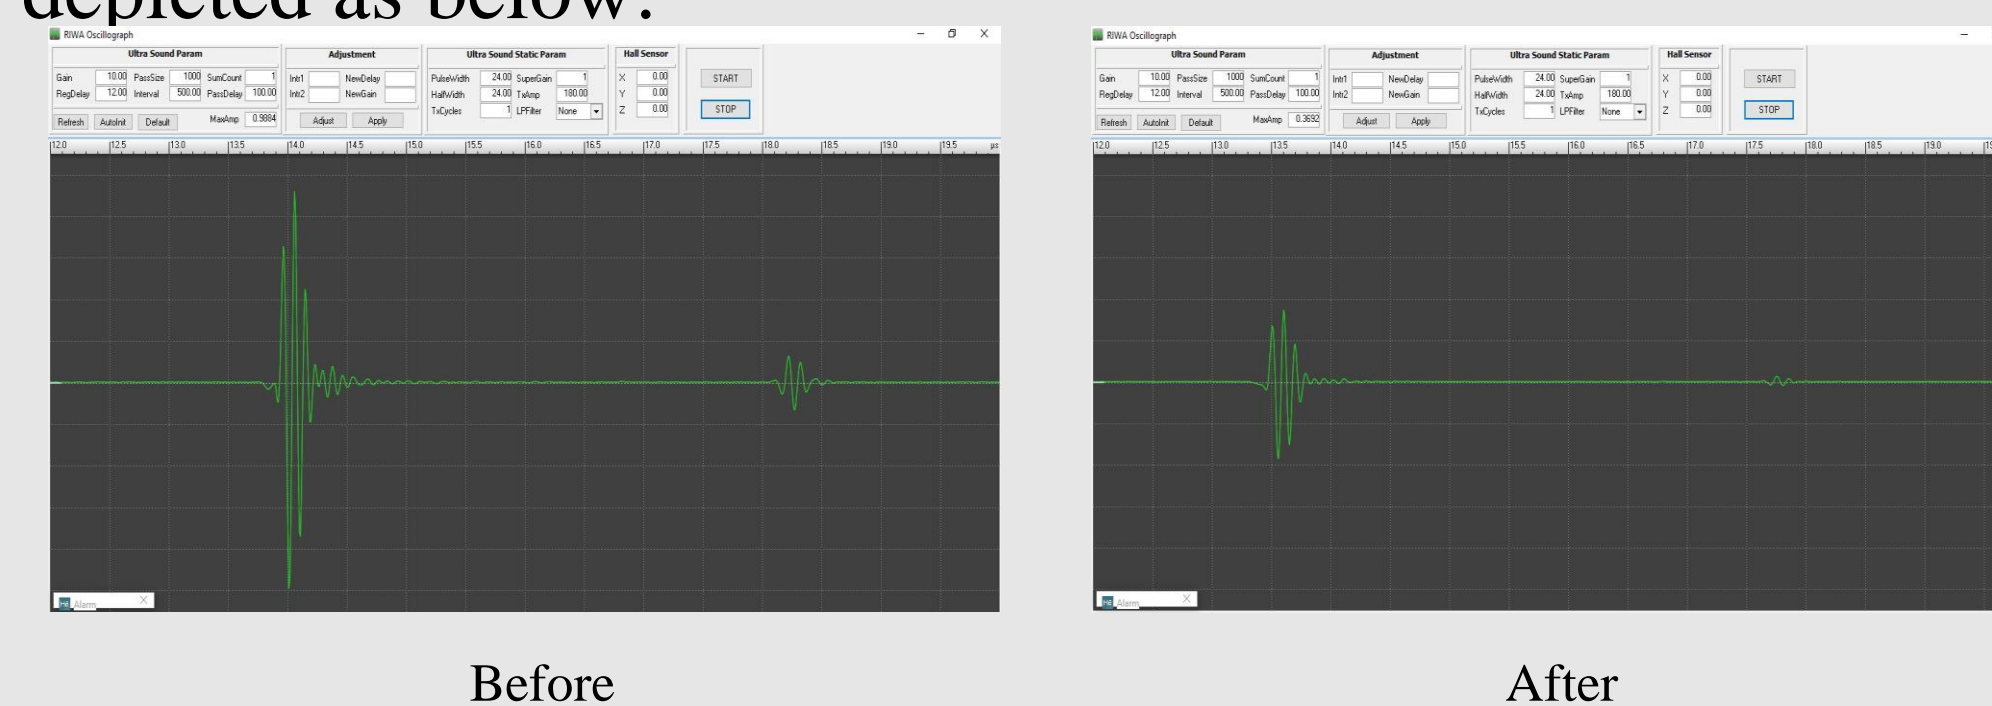 depicted as below:
RIWA Oscillograph
Ultra Sound Param Adjustment Ultra Sound Static Param Hall Sensor
Gain 10.00 PassSize 1000 SumCount 1 Intr1 NewDelay PulseWidth 24.00 SuperGain 1 X 0.00 START
RegDelay 12.00 Interval 500.00 PassDelay 100.00 Intr2 NewGain HalfWidth 24.00 TxAmp 180.00 Y 0.00
TxCycles 1 LPFilter None Z 0.00 STOP
Refresh AutoInit Default MaxAmp 0.9884 Adjust Apply
12.0 12.5 13.0 13.5 14.0 14.5 15.0 15.5 16.0 16.5 17.0 17.5 18.0 18.5 19.0 19.5 µs
Alarm
Before
RIWA Oscillograph
Ultra Sound Param Adjustment Ultra Sound Static Param Hall Sensor
Gain 10.00 PassSize 1000 SumCount 1 Intr1 NewDelay PulseWidth 24.00 SuperGain 1 X 0.00 START
RegDelay 12.00 Interval 500.00 PassDelay 100.00 Intr2 NewGain HalfWidth 24.00 TxAmp 180.00 Y 0.00
TxCycles 1 LPFilter None Z 0.00 STOP
Refresh AutoInit Default MaxAmp 0.3692 Adjust Apply
12.0 12.5 13.0 13.5 14.0 14.5 15.0 15.5 16.0 16.5 17.0 17.5 18.0 18.5 19.0
Alarm
After